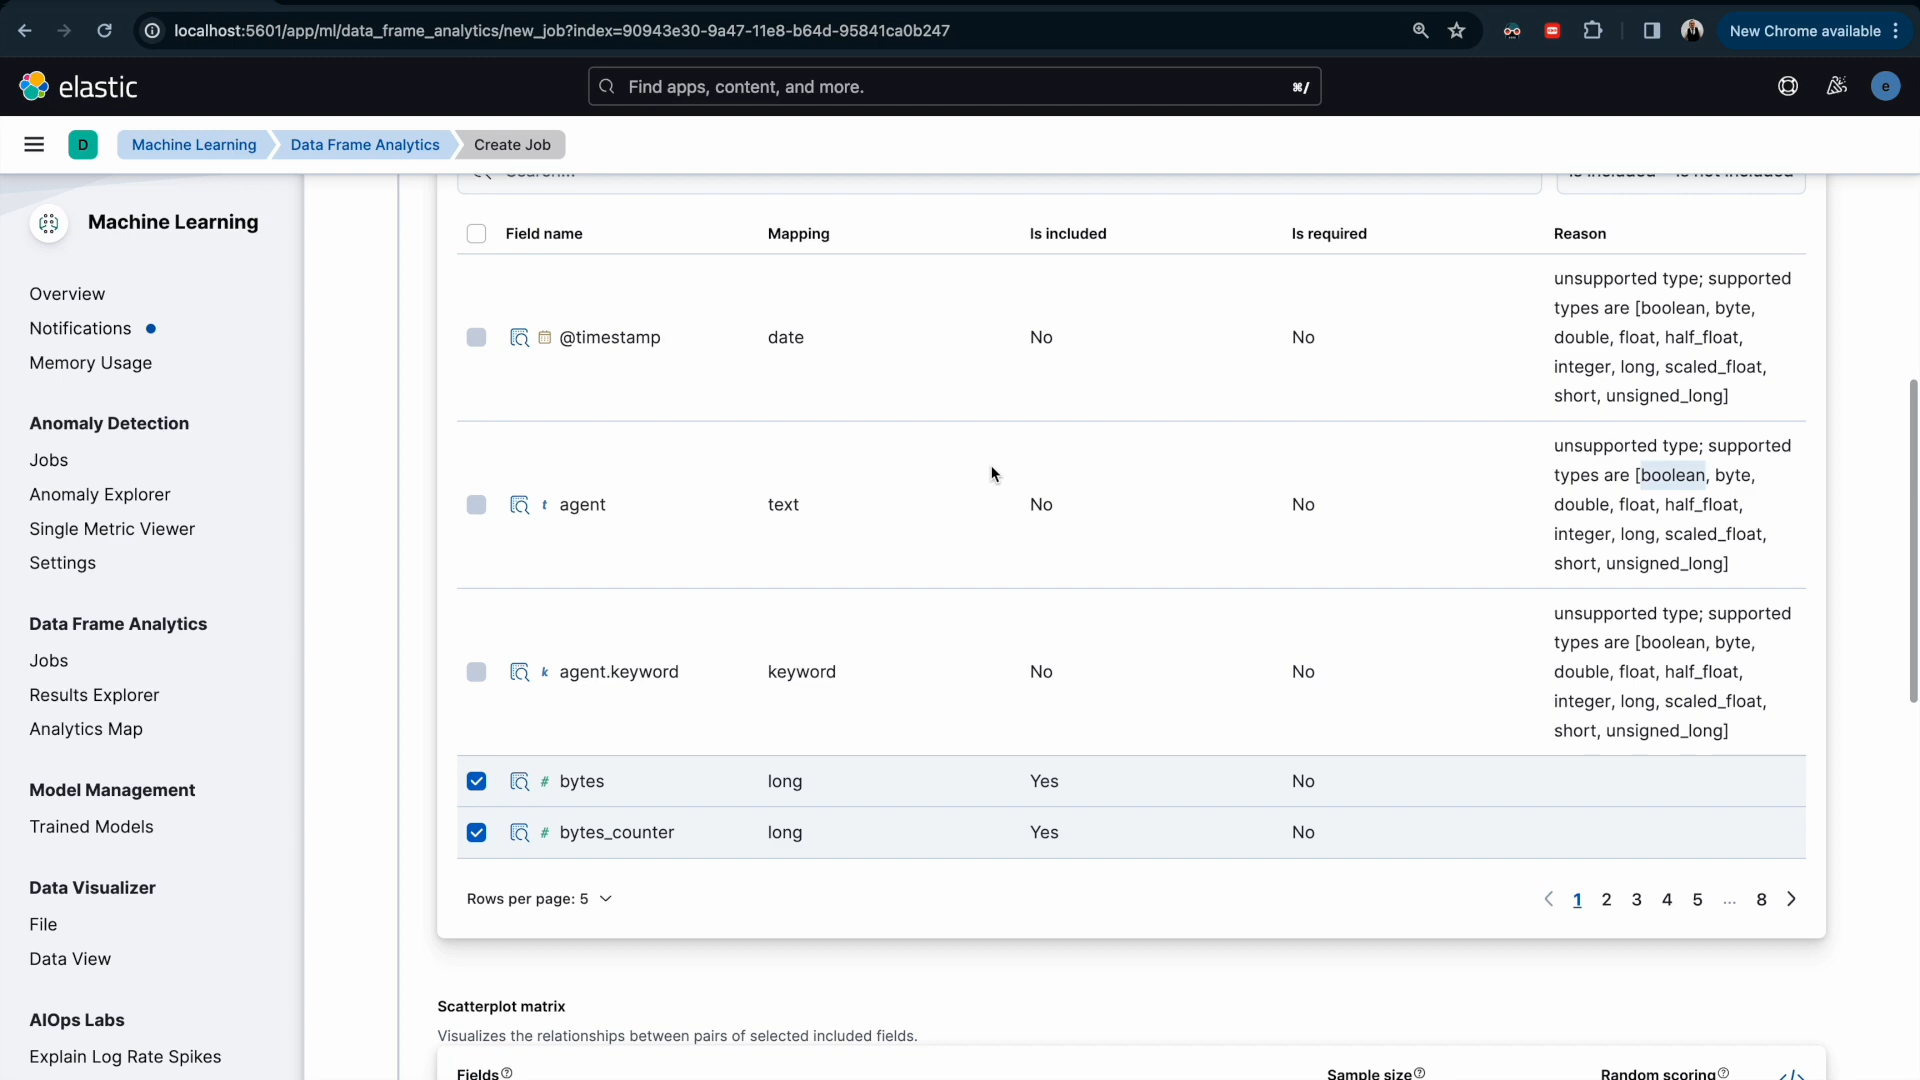 localhost:5601/app/ml/data_frame_analytics/new_job?index=90943e30-9a47-11e8-b64d-95841ca0b247
New Chrome available
elastic
Find apps, content, and more.
⌘/
e
D
Machine Learning
Data Frame Analytics
Create Job
Search...
Is included
Is not included
Machine Learning
Overview
Notifications
Memory Usage
Anomaly Detection
Jobs
Anomaly Explorer
Single Metric Viewer
Settings
Data Frame Analytics
Jobs
Results Explorer
Analytics Map
Model Management
Trained Models
Data Visualizer
File
Data View
AIOps Labs
Explain Log Rate Spikes
Field name Mapping Is included Is required Reason
@timestamp date No No
unsupported type; supported
types are [boolean, byte,
double, float, half_float,
integer, long, scaled_float,
short, unsigned_long]
t agent text No No
unsupported type; supported
types are [boolean, byte,
double, float, half_float,
integer, long, scaled_float,
short, unsigned_long]
k agent.keyword keyword No No
unsupported type; supported
types are [boolean, byte,
double, float, half_float,
integer, long, scaled_float,
short, unsigned_long]
# bytes long Yes No
# bytes_counter long Yes No
Rows per page: 5
1 2 3 4 5 ... 8
Scatterplot matrix
Visualizes the relationships between pairs of selected included fields.
Fields Sample size Random scoring